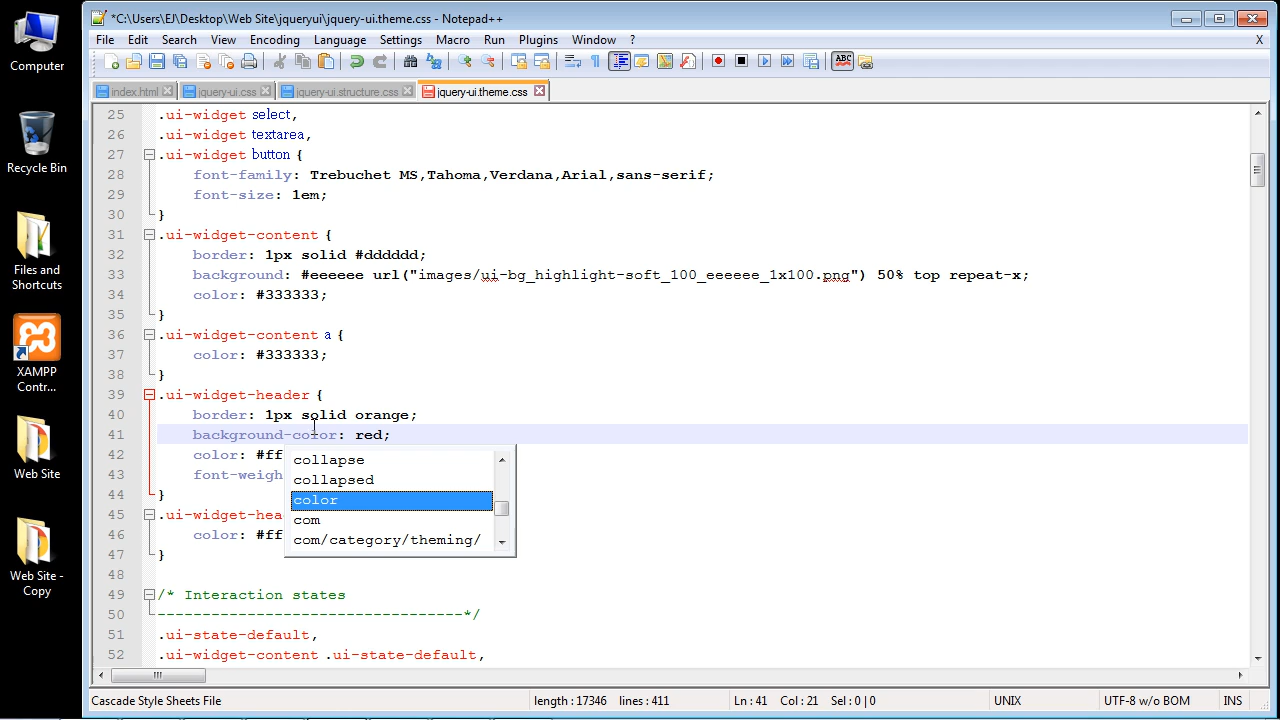 *C:\Users\EJ\Desktop\Web Site\jqueryui\jquery-ui.theme.css - Notepad++
File Edit Search View Encoding Language Settings Macro Run Plugins Window ? X
index.html jquery-ui.css jquery-ui.structure.css jquery-ui.theme.css
25 .ui-widget select,
26 .ui-widget textarea,
27 .ui-widget button {
28 font-family: Trebuchet MS,Tahoma,Verdana,Arial,sans-serif;
29 font-size: 1em;
30 }
31 .ui-widget-content {
32 border: 1px solid #dddddd;
33 background: #eeeeee url("images/ui-bg_highlight-soft_100_eeeeee_1x100.png") 50% top repeat-x;
34 color: #333333;
35 }
36 .ui-widget-content a {
37 color: #333333;
38 }
39 .ui-widget-header {
40 border: 1px solid orange;
41 background-color: red;
42 color: #ff
43 font-weigh
44 }
45 .ui-widget-hea
46 color: #ff
47 }
48
49 /* Interaction states
50 ----------------------------------*/
51 .ui-state-default,
52 .ui-widget-content .ui-state-default,
collapse
collapsed
color
com
com/category/theming/
Cascade Style Sheets File length : 17346 lines : 411 Ln : 41 Col : 21 Sel : 0 | 0 UNIX UTF-8 w/o BOM INS
Computer
Recycle Bin
Files and
Shortcuts
XAMPP
Contr...
Web Site
Web Site -
Copy
ABC